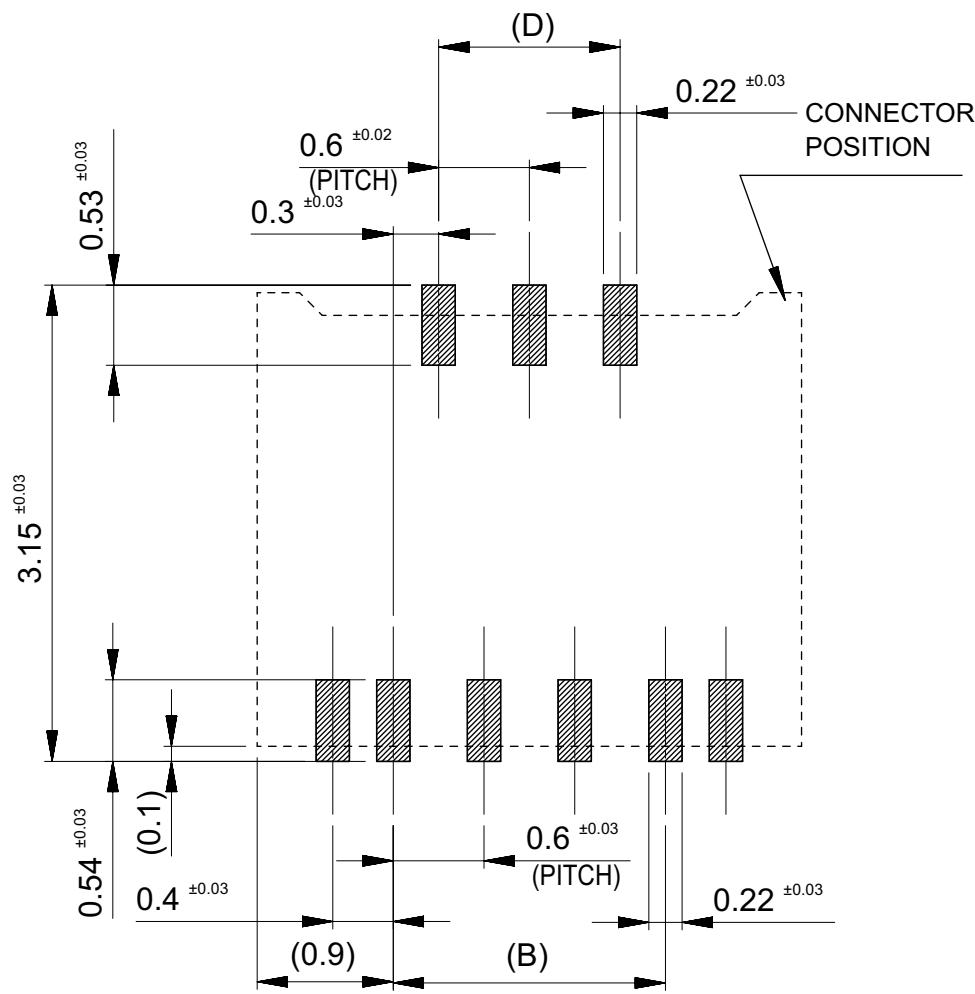 (D)
0.22 ±0.03
CONNECTOR
POSITION
0.6 ±0.02
(PITCH)
0.53 ±0.03
0.3 ±0.03
3.15 ±0.03
0.54 ±0.03
(0.1)
0.6 ±0.03
(PITCH)
0.4 ±0.03
0.22 ±0.03
(0.9)
(B)